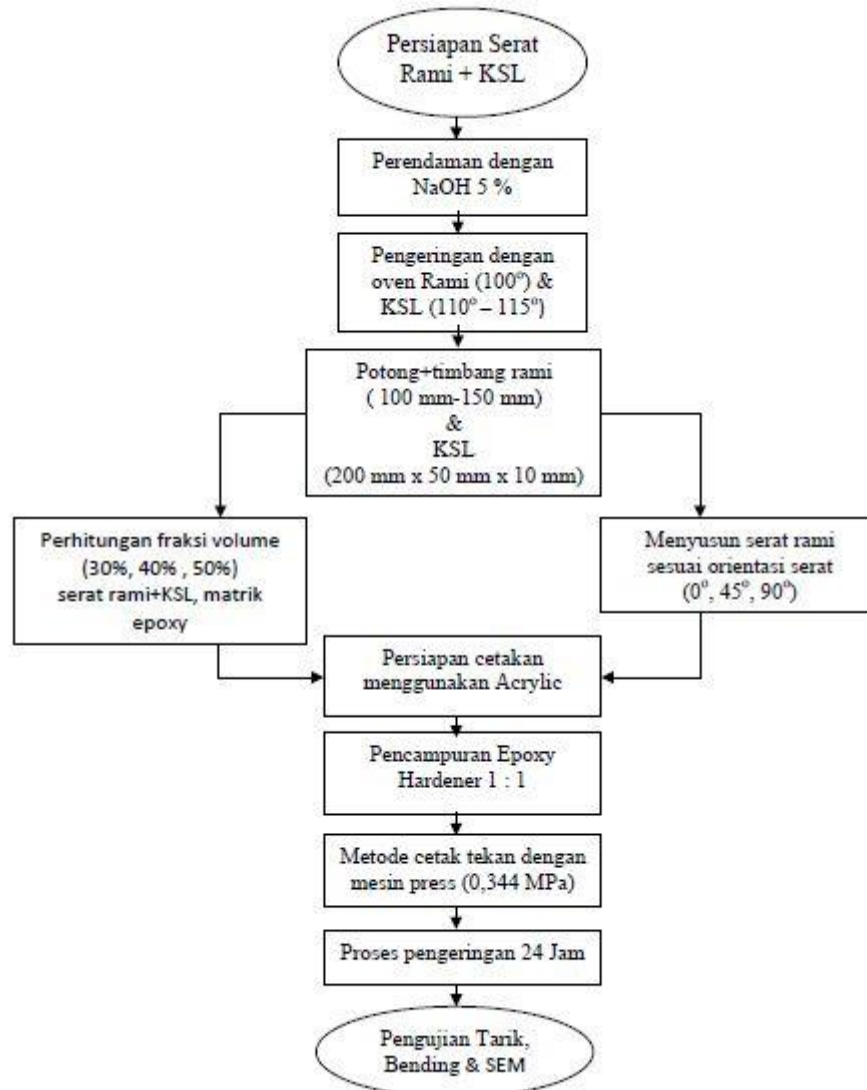 Persiapan Serat
Rami + KSL
Perendaman dengan
NaOH 5 %
Pengeringan dengan
oven Rami (100°) &
KSL (110° – 115°)
Potong+timbang rami
( 100 mm-150 mm)
&
KSL
(200 mm x 50 mm x 10 mm)
Perhitungan fraksi volume
(30%, 40% , 50%)
serat rami+KSL, matrik
epoxy
Menyusun serat rami
sesuai orientasi serat
(0°, 45°, 90°)
Persiapan cetakan
menggunakan Acrylic
Pencampuran Epoxy
Hardener 1 : 1
Metode cetak tekan dengan
mesin press (0,344 MPa)
Proses pengeringan 24 Jam
Pengujian Tarik,
Bending & SEM